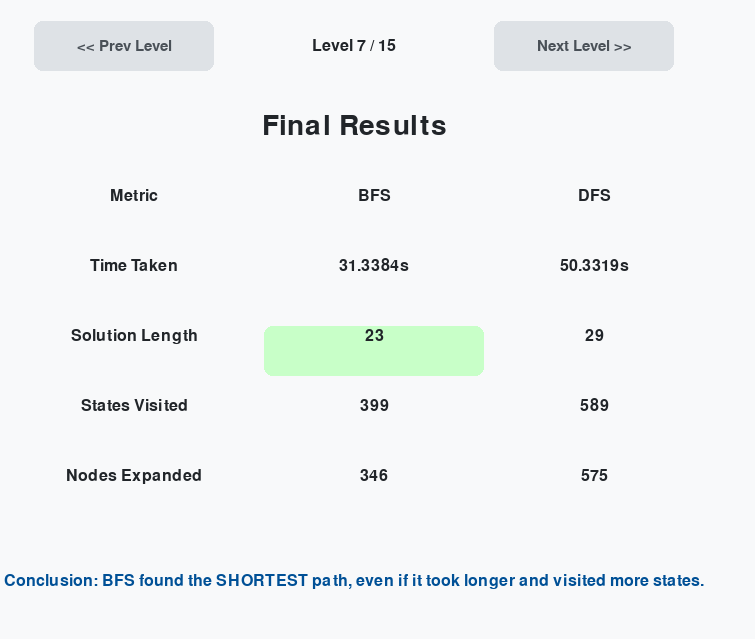 << Prev Level Level 7 / 15 Next Level >>
Final Results
Metric BFS DFS
Time Taken 31.3384s 50.3319s
Solution Length 23 29
States Visited 399 589
Nodes Expanded 346 575
Conclusion: BFS found the SHORTEST path, even if it took longer and visited more states.